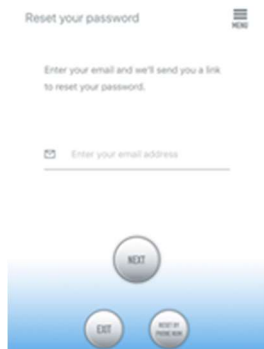 Reset your password
MENU
Enter your email and we'll send you a link
to reset your password.
Enter your email address
NEXT
EXIT
RESET BY
PHONE NUM